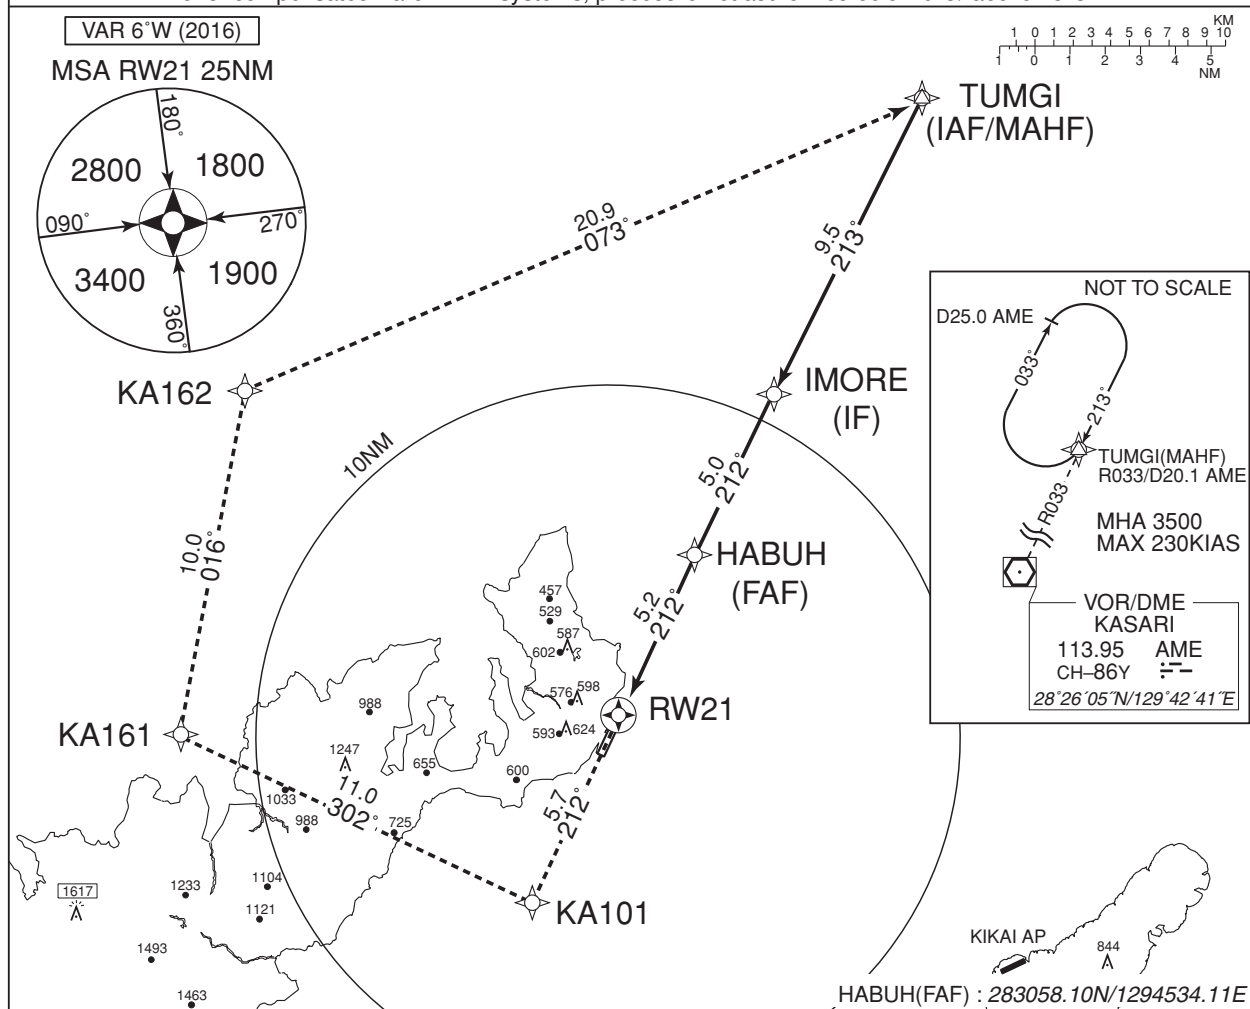 VAR 6°W (2016)
MSA RW21 25NM
180°
2800
1800
090°
270°
3400
1900
360°
1 0 1 2 3 4 5 6 7 8 9 10
KM
1 0 1 2 3 4 5
NM
TUMGI
(IAF/MAHF)
20.9
073°
9.5
213°
KA162
IMORE
(IF)
10NM
5.0
212°
10.0
016°
HABUH
(FAF)
5.2
212°
457
529
587
602
576
598
593
624
RW21
988
KA161
1247
655
600
11.0
302°
1033
988
725
5.7
212°
1617
1233
1104
1121
KA101
1493
1463
NOT TO SCALE
D25.0 AME
033°
213°
TUMGI(MAHF)
R033/D20.1 AME
R033
MHA 3500
MAX 230KIAS
VOR/DME
KASARI
113.95 AME
CH–86Y
28°26´05˝N/129°42´41˝E
KIKAI AP
844
HABUH(FAF) : 283058.10N/1294534.11E